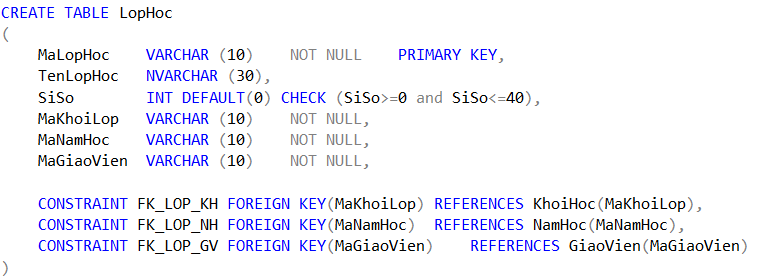 CREATE TABLE LopHoc
(
MaLopHoc VARCHAR (10) NOT NULL PRIMARY KEY,
TenLopHoc NVARCHAR (30),
SiSo INT DEFAULT(0) CHECK (SiSo>=0 and SiSo<=40),
MaKhoiLop VARCHAR (10) NOT NULL,
MaNamHoc VARCHAR (10) NOT NULL,
MaGiaoVien VARCHAR (10) NOT NULL,
CONSTRAINT FK_LOP_KH FOREIGN KEY(MaKhoiLop) REFERENCES KhoiHoc(MaKhoiLop),
CONSTRAINT FK_LOP_NH FOREIGN KEY(MaNamHoc) REFERENCES NamHoc(MaNamHoc),
CONSTRAINT FK_LOP_GV FOREIGN KEY(MaGiaoVien) REFERENCES GiaoVien(MaGiaoVien)
)